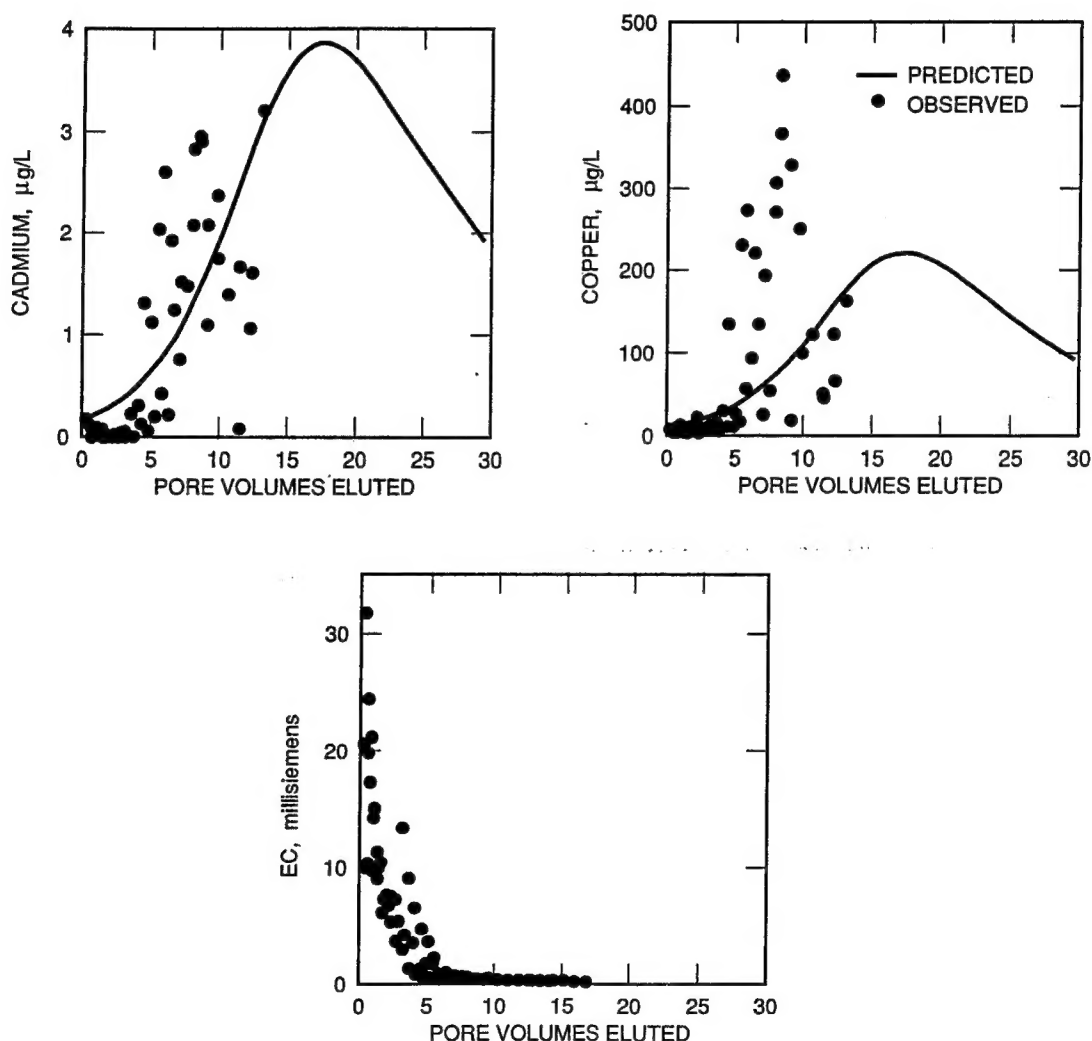 4
3
2
1
0
CADMIUM, µg/L
0 5 10 15 20 25 30
PORE VOLUMES ELUTED
500
400
300
200
100
0
COPPER, µg/L
PREDICTED
OBSERVED
0 5 10 15 20 25 30
PORE VOLUMES ELUTED
30
20
10
0
EC, millisiemens
0 5 10 15 20 25 30
PORE VOLUMES ELUTED